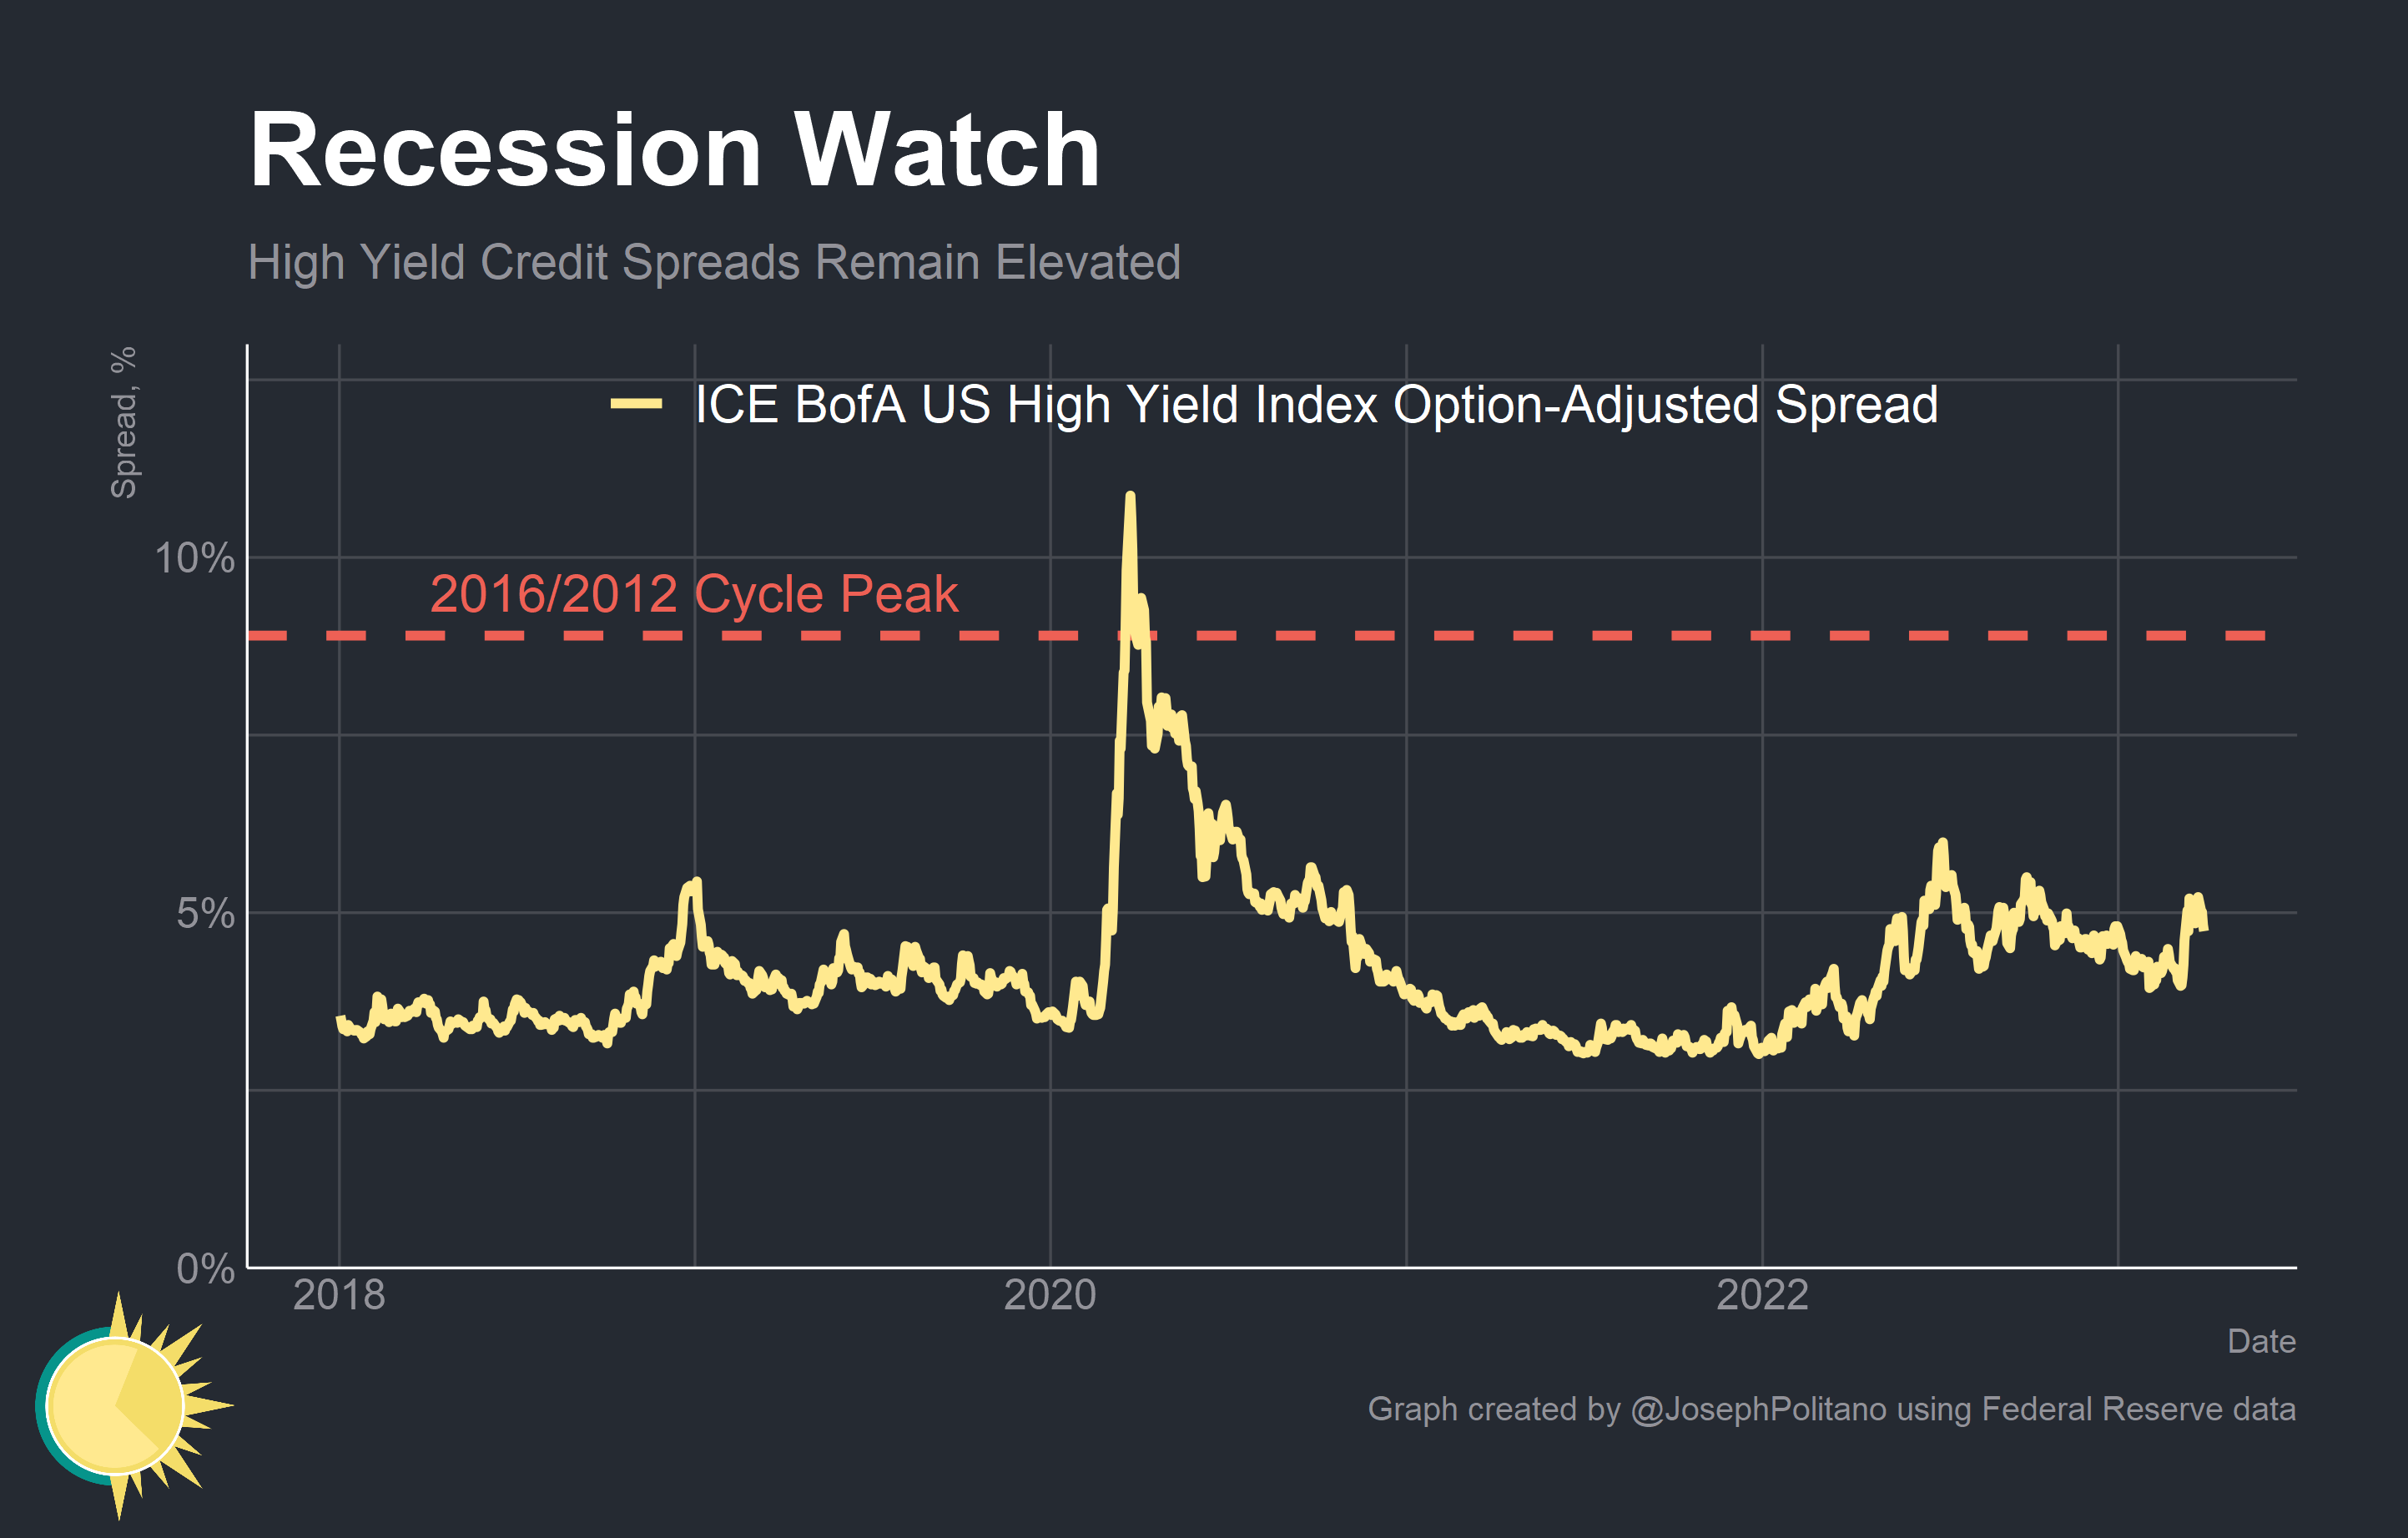 Recession Watch
High Yield Credit Spreads Remain Elevated
Spread, %
ICE BofA US High Yield Index Option-Adjusted Spread
10%
2016/2012 Cycle Peak
5%
0%
2018 2020 2022
Date
Graph created by @JosephPolitano using Federal Reserve data